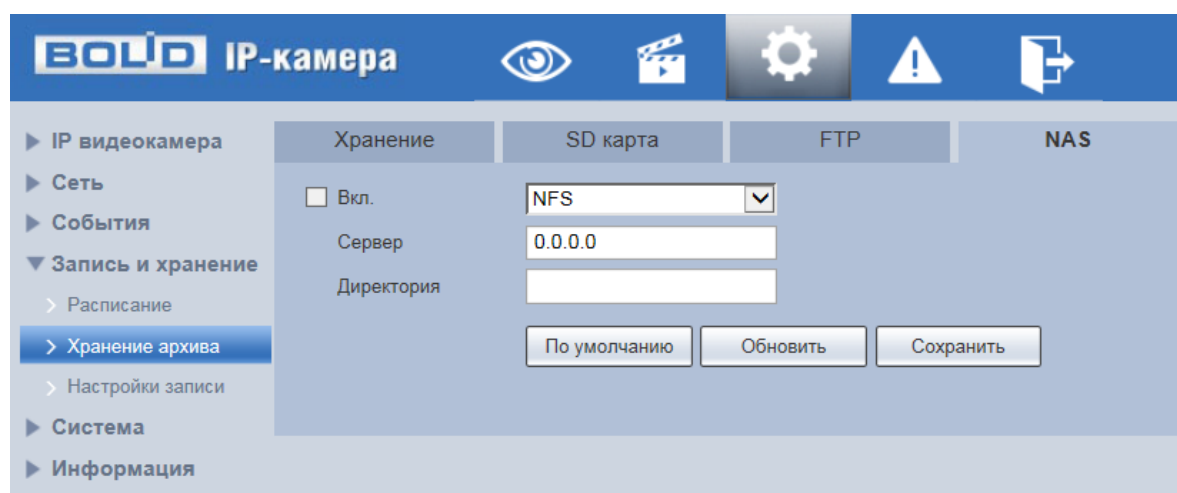 BOLID IP-камера
IP видеокамера
Сеть
События
Запись и хранение
Расписание
Хранение архива
Настройки записи
Система
Информация
Хранение SD карта FTP NAS
Вкл. NFS
Сервер 0.0.0.0
Директория
По умолчанию Обновить Сохранить